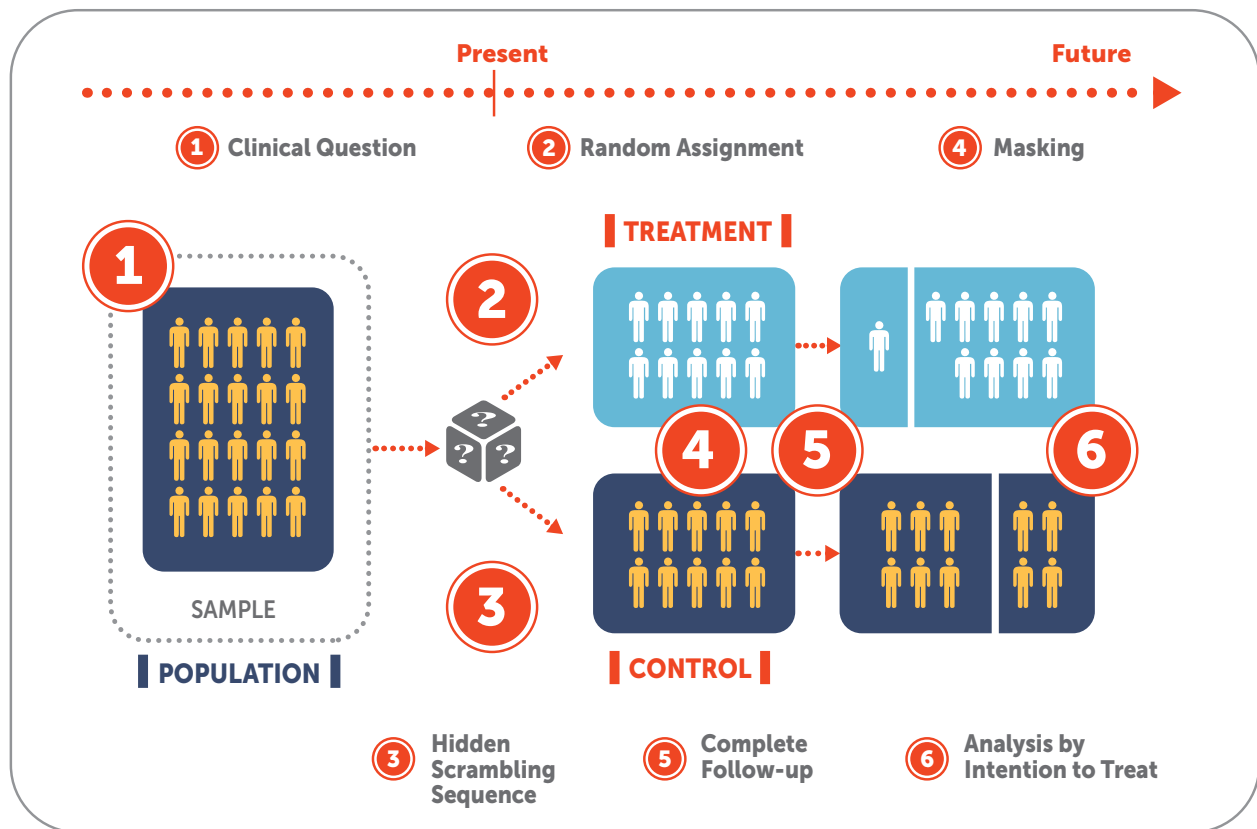 Present
Future
1 Clinical Question
2 Random Assignment
4 Masking
1
2
TREATMENT
? ? ?
4
5
6
3
SAMPLE
POPULATION
CONTROL
3 Hidden
Scrambling
Sequence
5 Complete
Follow-up
6 Analysis by
Intention to Treat